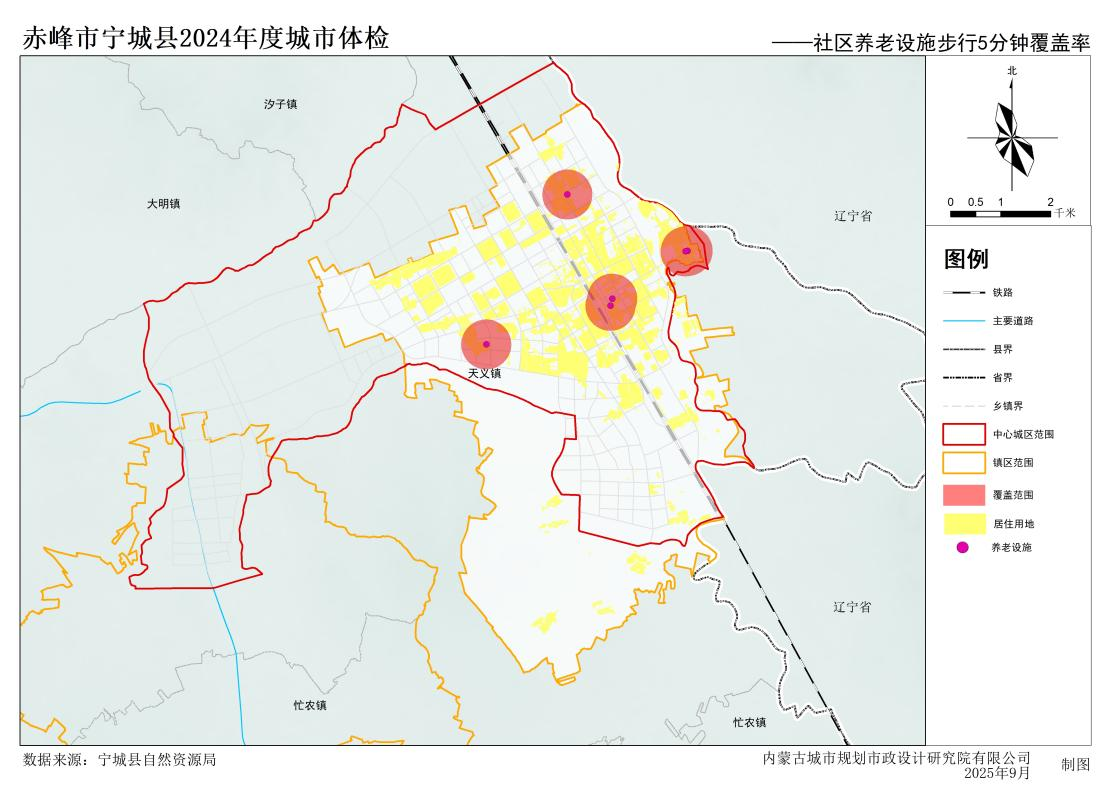 赤峰市宁城县2024年度城市体检
——社区养老设施步行5分钟覆盖率
北
0 0.5 1 2
千米
汐子镇
大明镇
辽宁省
天义镇
辽宁省
忙农镇
忙农镇
图例
铁路
主要道路
县界
省界
乡镇界
中心城区范围
镇区范围
覆盖范围
居住用地
养老设施
数据来源：宁城县自然资源局
内蒙古城市规划市政设计研究院有限公司
制图
2025年9月